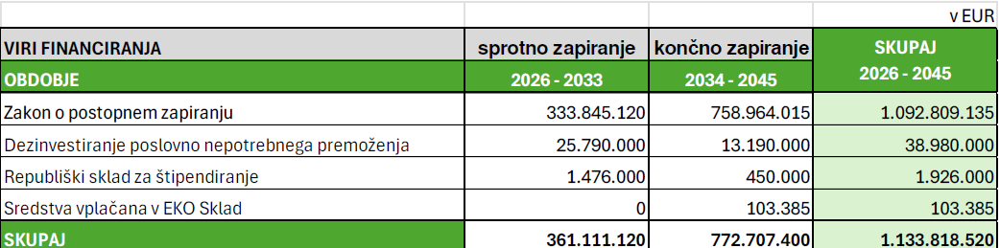 v EUR
VIRI FINANCIRANJA sprotno zapiranje končno zapiranje SKUPAJ
OBDOBJE 2026 - 2033 2034 - 2045 2026 - 2045
Zakon o postopnem zapiranju 333.845.120 758.964.015 1.092.809.135
Dezinvestiranje poslovno nepotrebnega premoženja 25.790.000 13.190.000 38.980.000
Republiški sklad za štipendiranje 1.476.000 450.000 1.926.000
Sredstva vplačana v EKO Sklad 0 103.385 103.385
SKUPAJ 361.111.120 772.707.400 1.133.818.520